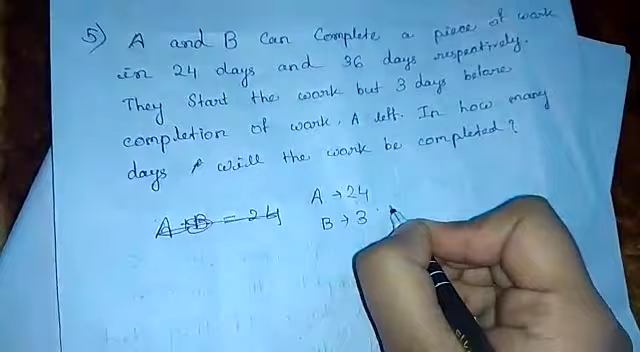 5) A and B can complete a piece of work
in 24 days and 36 days respectively.
They start the work but 3 days before
completion of work, A left. In how many
days will the work be completed?
A + B = 24
A → 24
B → 3